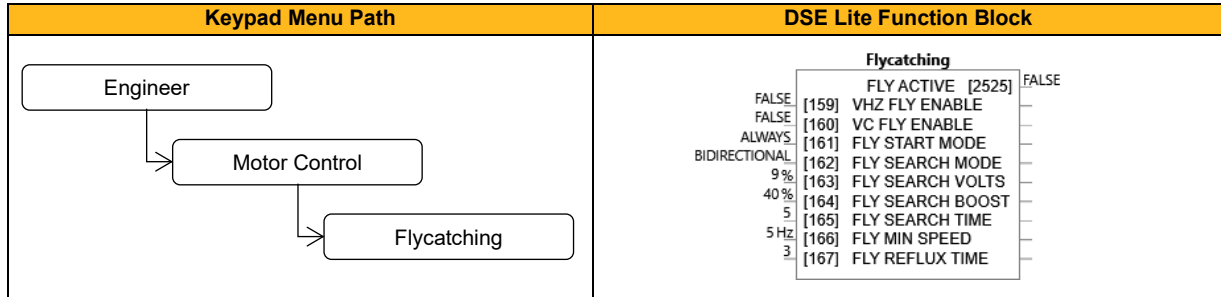 Keypad Menu Path
DSE Lite Function Block
Engineer
Motor Control
Flycatching
Flycatching
FLY ACTIVE [2525] FALSE
FALSE [159] VHZ FLY ENABLE
FALSE [160] VC FLY ENABLE
ALWAYS [161] FLY START MODE
BIDIRECTIONAL [162] FLY SEARCH MODE
9 % [163] FLY SEARCH VOLTS
40 % [164] FLY SEARCH BOOST
5 [165] FLY SEARCH TIME
5 Hz [166] FLY MIN SPEED
3 [167] FLY REFLUX TIME